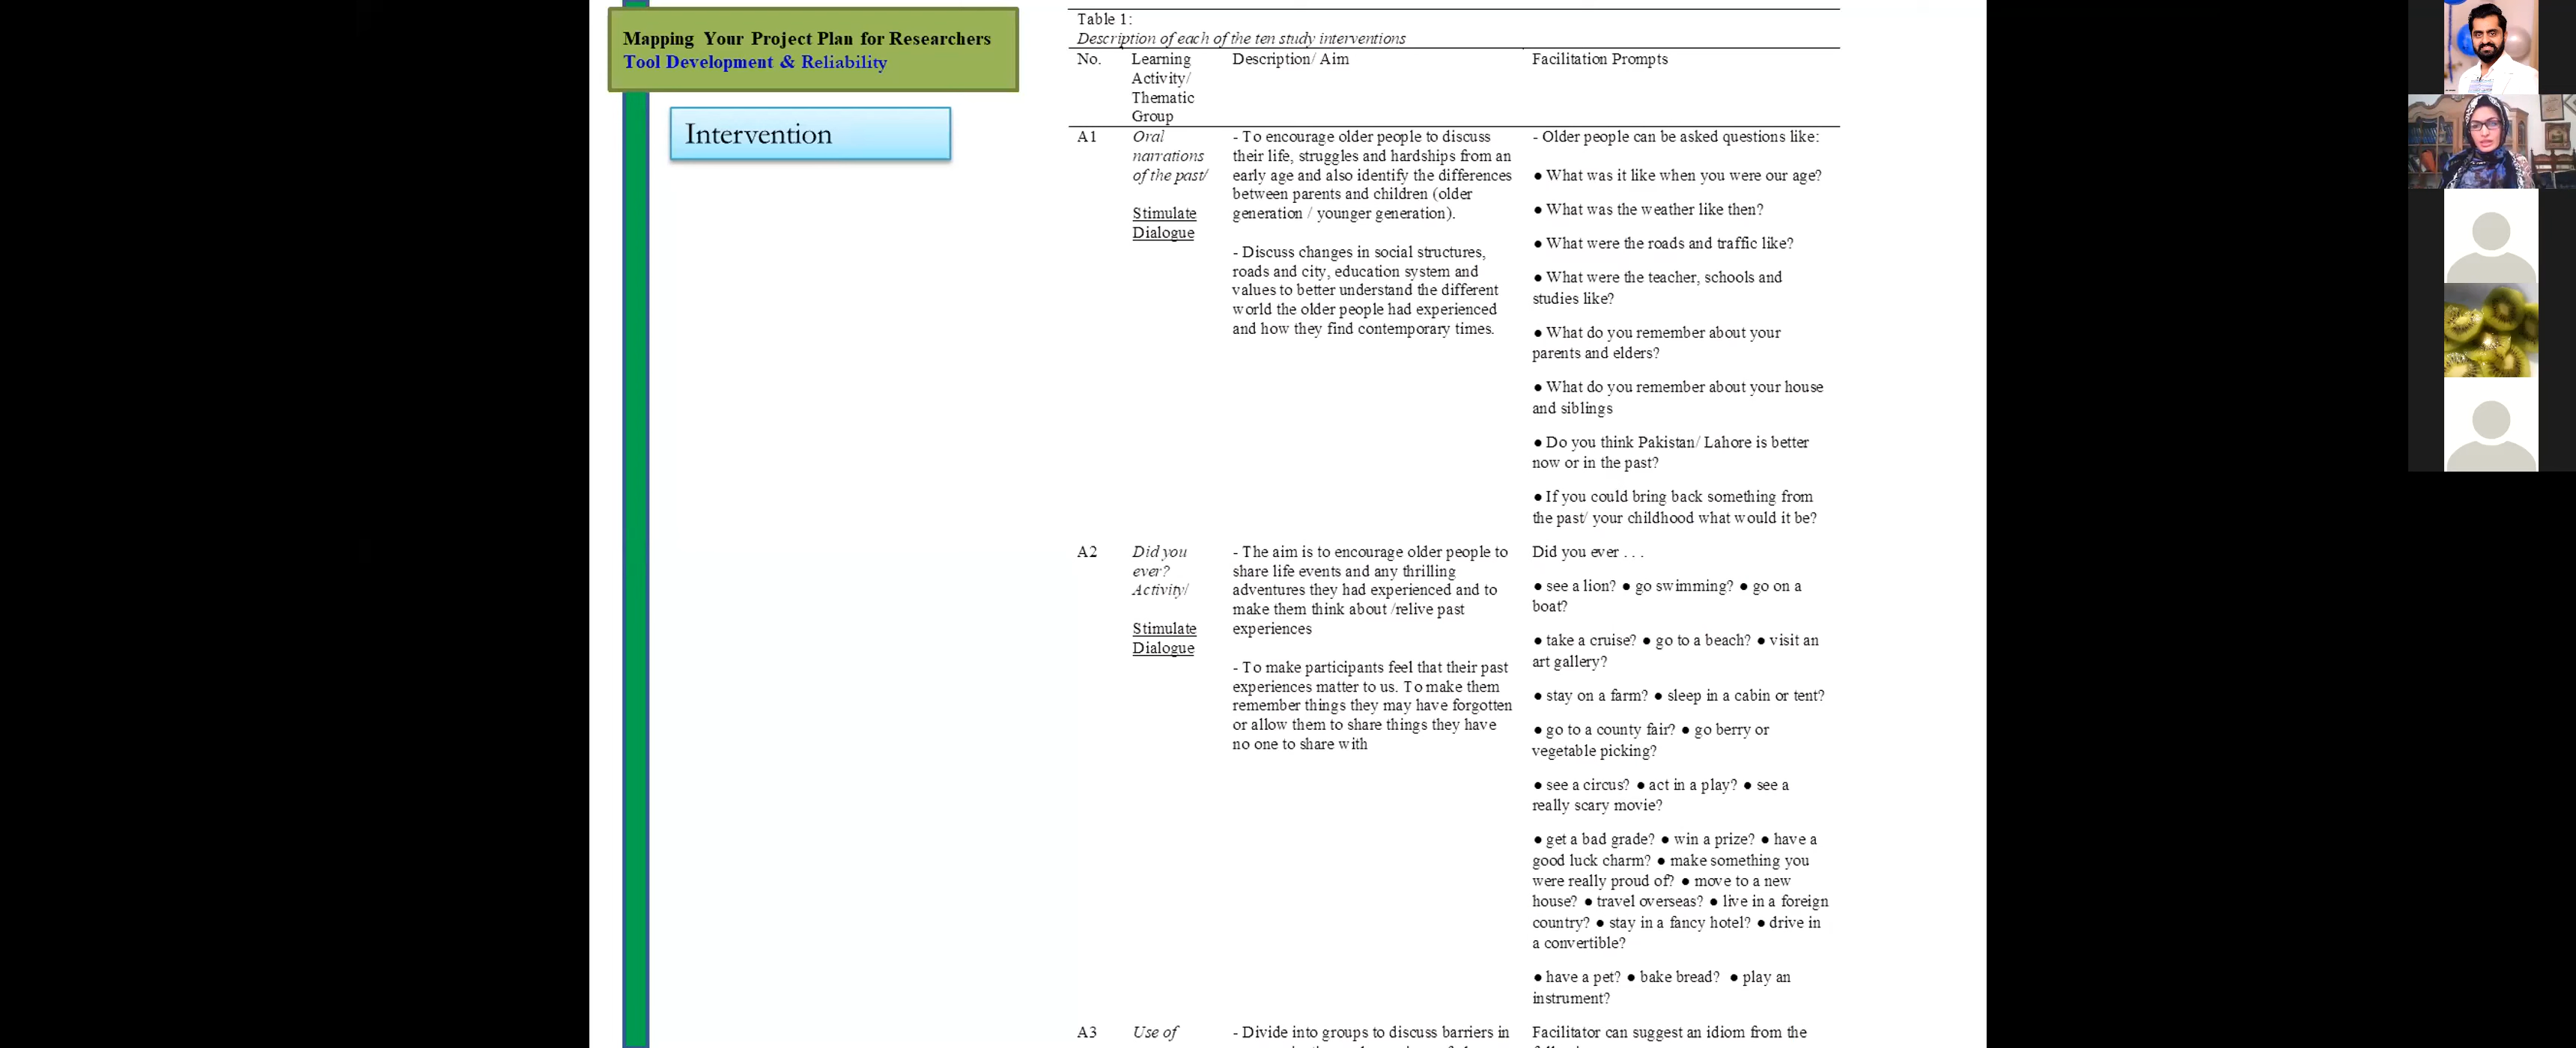 Mapping Your Project Plan for Researchers
Tool Development & Reliability
Intervention
Table 1:
Description of each of the ten study interventions
No.
Learning
Activity/
Thematic
Group
Description/ Aim
Facilitation Prompts
A1
Oral
narrations
of the past/
Stimulate
Dialogue
- To encourage older people to discuss
their life, struggles and hardships from an
early age and also identify the differences
between parents and children (older
generation / younger generation).
- Discuss changes in social structures,
roads and city, education system and
values to better understand the different
world the older people had experienced
and how they find contemporary times.
- Older people can be asked questions like:
● What was it like when you were our age?
● What was the weather like then?
● What were the roads and traffic like?
● What were the teacher, schools and
studies like?
● What do you remember about your
parents and elders?
● What do you remember about your house
and siblings
● Do you think Pakistan/ Lahore is better
now or in the past?
● If you could bring back something from
the past/ your childhood what would it be?
A2
Did you
ever?
Activity/
Stimulate
Dialogue
- The aim is to encourage older people to
share life events and any thrilling
adventures they had experienced and to
make them think about /relive past
experiences
- To make participants feel that their past
experiences matter to us. To make them
remember things they may have forgotten
or allow them to share things they have
no one to share with
Did you ever . . .
● see a lion? ● go swimming? ● go on a
boat?
● take a cruise? ● go to a beach? ● visit an
art gallery?
● stay on a farm? ● sleep in a cabin or tent?
● go to a county fair? ● go berry or
vegetable picking?
● see a circus? ● act in a play? ● see a
really scary movie?
● get a bad grade? ● win a prize? ● have a
good luck charm? ● make something you
were really proud of? ● move to a new
house? ● travel overseas? ● live in a foreign
country? ● stay in a fancy hotel? ● drive in
a convertible?
● have a pet? ● bake bread? ● play an
instrument?
A3
Use of
- Divide into groups to discuss barriers in
Facilitator can suggest an idiom from the